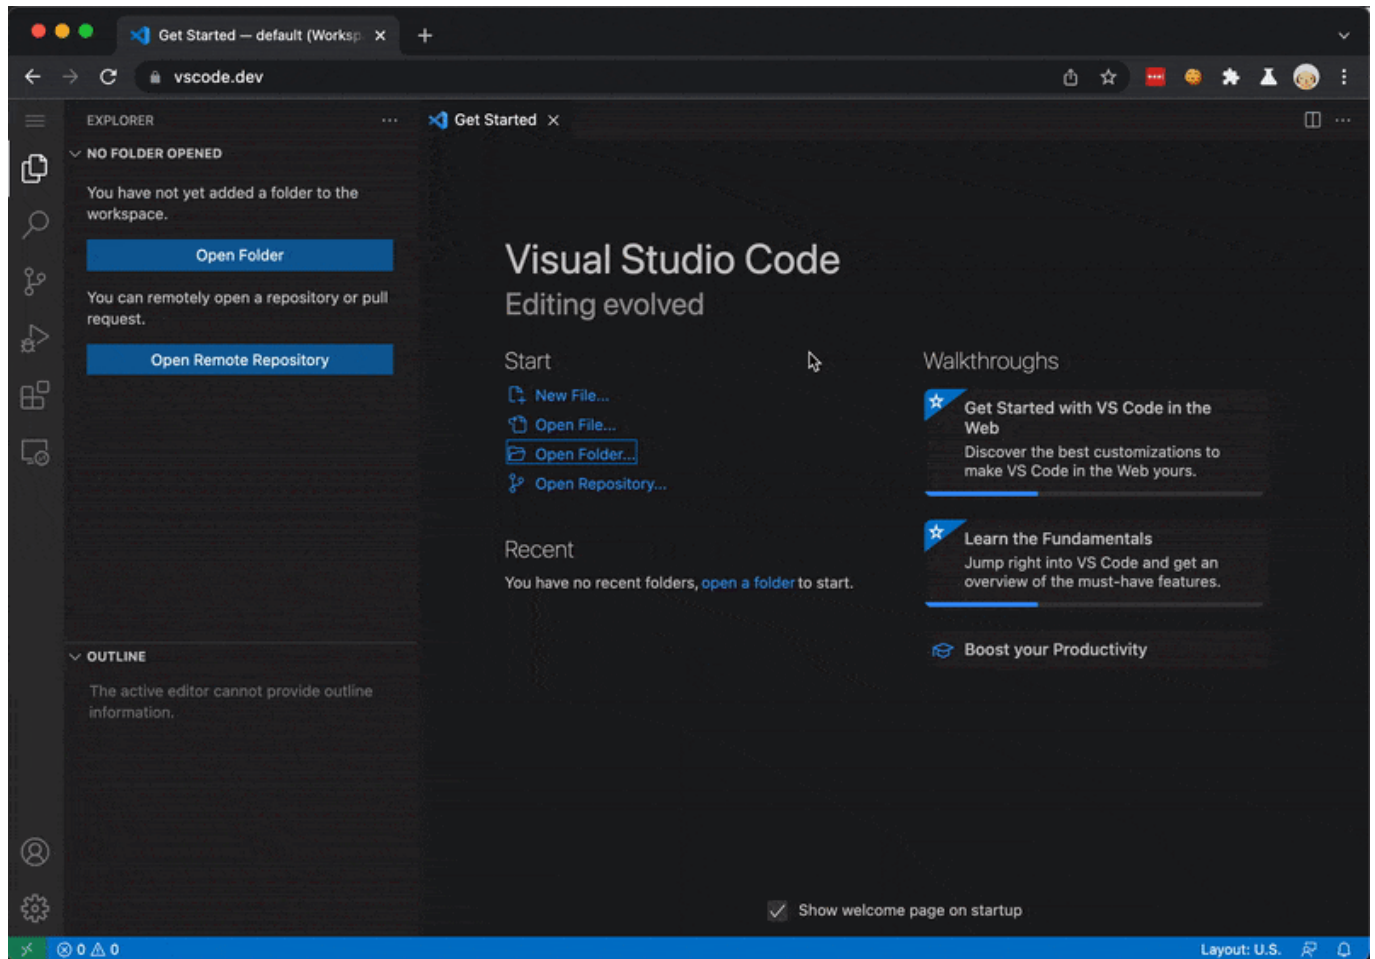 Get Started — default (Worksp
vscode.dev
EXPLORER
NO FOLDER OPENED
You have not yet added a folder to the
workspace.
Open Folder
You can remotely open a repository or pull
request.
Open Remote Repository
OUTLINE
The active editor cannot provide outline
information.
Get Started
Visual Studio Code
Editing evolved
Start
New File...
Open File...
Open Folder...
Open Repository...
Recent
You have no recent folders, open a folder to start.
Walkthroughs
Get Started with VS Code in the
Web
Discover the best customizations to
make VS Code in the Web yours.
Learn the Fundamentals
Jump right into VS Code and get an
overview of the must-have features.
Boost your Productivity
Show welcome page on startup
0 0
Layout: U.S.